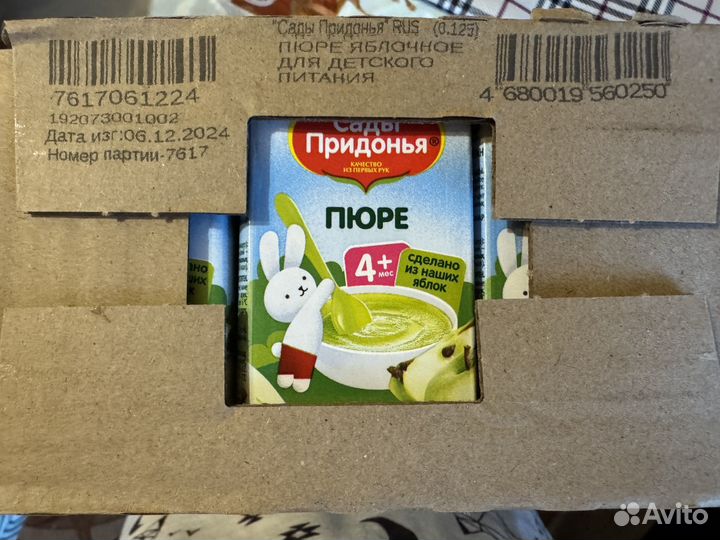 "Сады Придонья" RUS (0.125)
ПЮРЕ ЯБЛОЧНОЕ
ДЛЯ ДЕТСКОГО
ПИТАНИЯ
7617061224
192073001002
Дата изг:06.12.2024
Номер партии-7617
4 680019 560250
Сады
Придонья®
КАЧЕСТВО
ИЗ ПЕРВЫХ РУК
ПЮРЕ
4+
мес
сделано
из наших
яблок
Avito